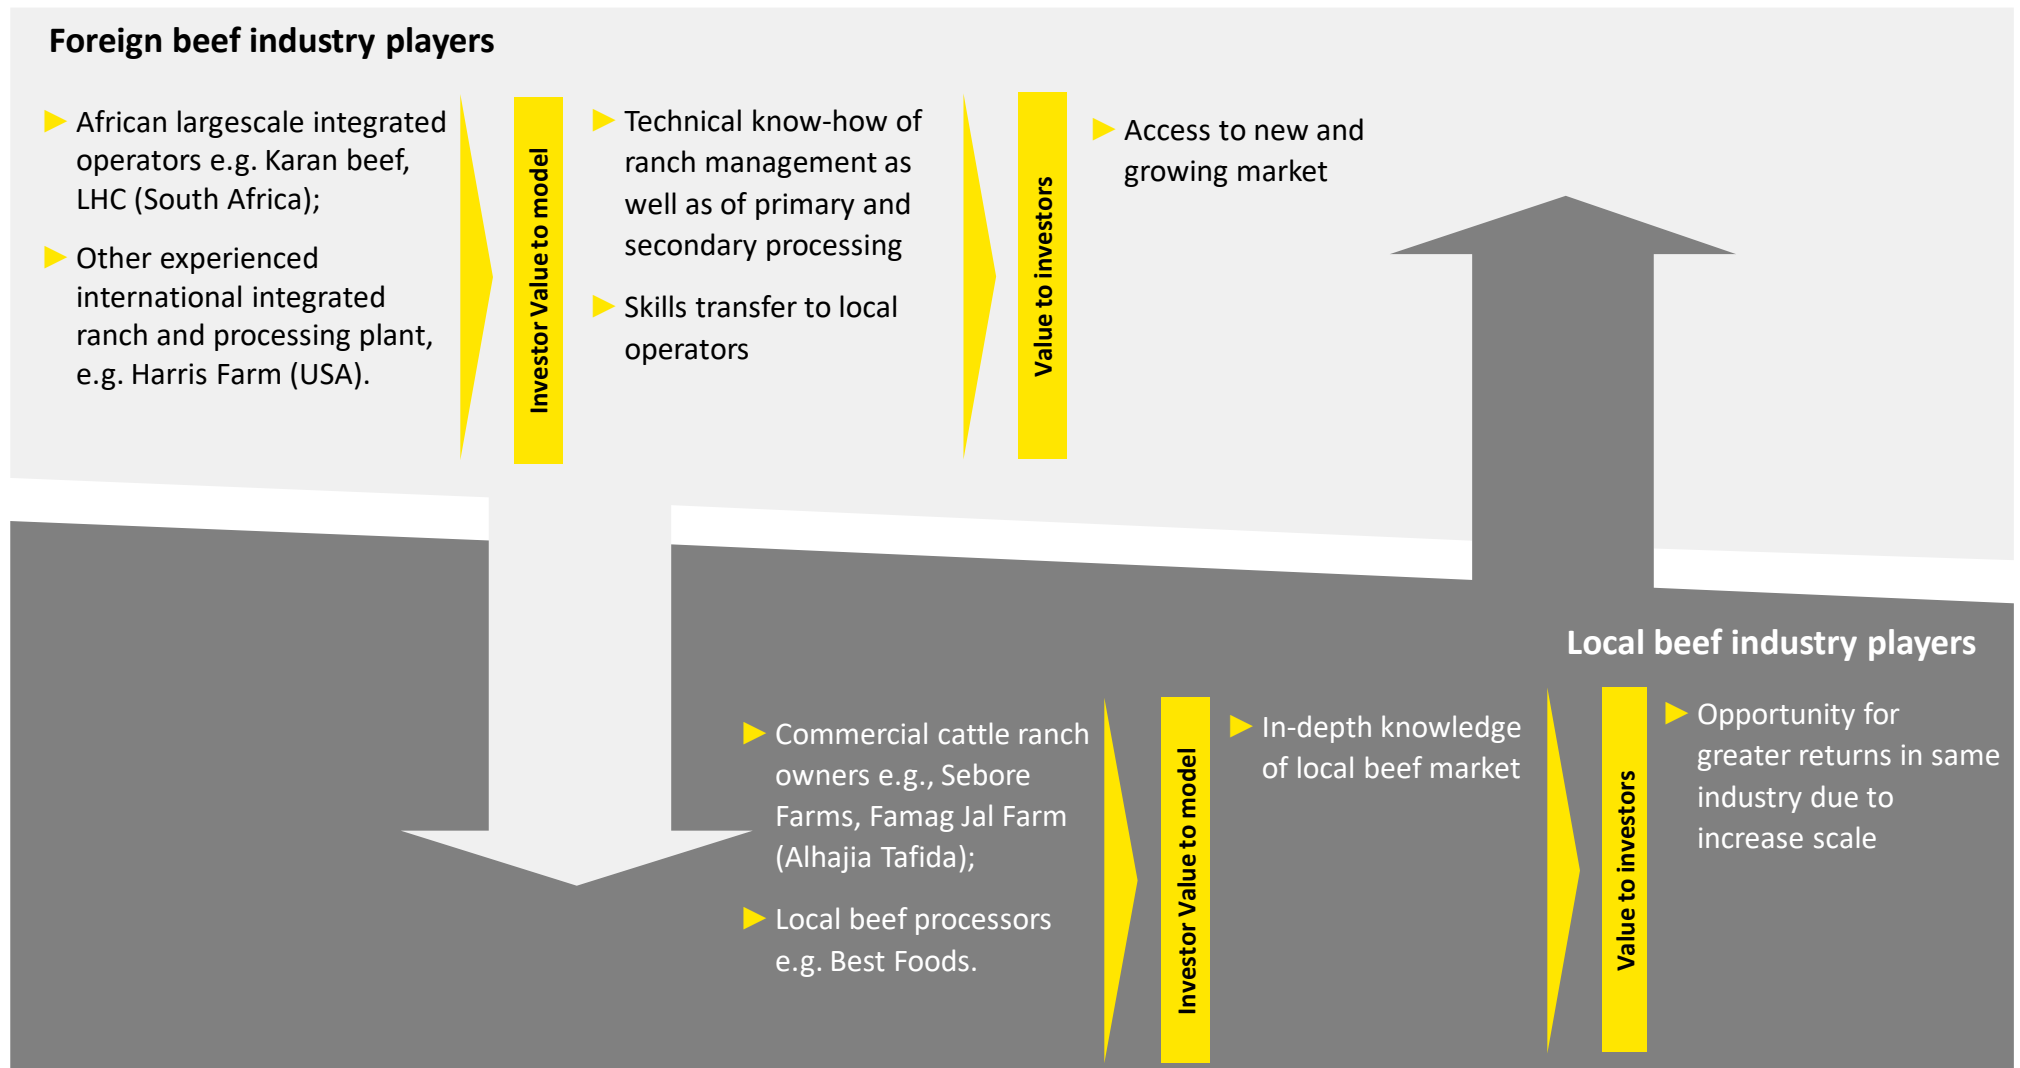 Foreign beef industry players
African largescale integrated
operators e.g. Karan beef,
LHC (South Africa);
Other experienced
international integrated
ranch and processing plant,
e.g. Harris Farm (USA).
Investor Value to model
Technical know-how of
ranch management as
well as of primary and
secondary processing
Skills transfer to local
operators
Value to investors
Access to new and
growing market
Local beef industry players
Commercial cattle ranch
owners e.g., Sebore
Farms, Famag Jal Farm
(Alhajia Tafida);
Local beef processors
e.g. Best Foods.
Investor Value to model
In-depth knowledge
of local beef market
Value to investors
Opportunity for
greater returns in same
industry due to
increase scale